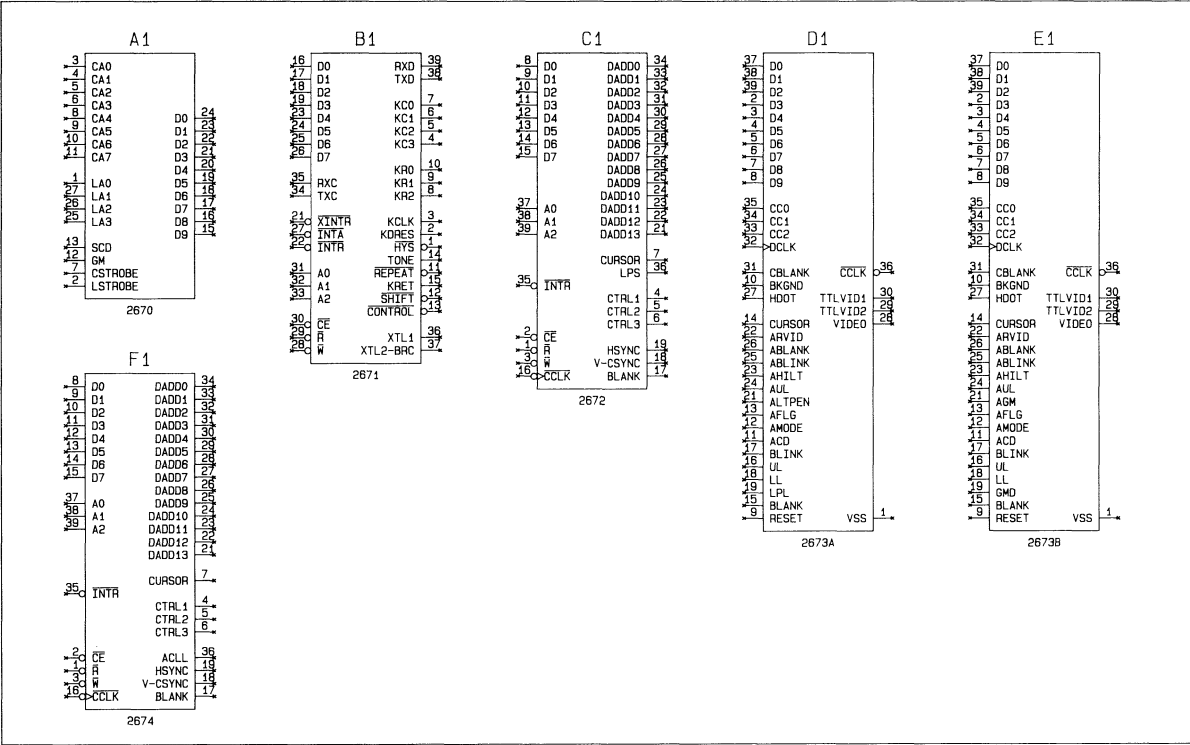 A1
3 CA0
4 CA1
5 CA2
6 CA3
8 CA4 D0 24
9 CA5 D1 23
10 CA6 D2 22
11 CA7 D3 21
D4 20
1 LA0 D5 19
27 LA1 D6 18
26 LA2 D7 17
25 LA3 D8 16
D9 15
13 SCD
12 GM
7 CSTROBE
2 LSTROBE
2670
B1
16 D0 RXD 39
17 D1 TXD 38
18 D2
19 D3 KC0 7
23 D4 KC1 6
24 D5 KC2 5
25 D6 KC3 4
26 D7
KR0 10
35 RXC KR1 9
34 TXC KR2 8
21 XINTR KCLK 3
27 INTA KDRES 2
22 INTR HYS 1
TONE 14
31 A0 REPEAT 11
32 A1 KRET 15
33 A2 SHIFT 12
CONTROL 13
30 CE
29 R XTL1 36
28 W XTL2-BRC 37
2671
C1
8 D0 DADD0 34
9 D1 DADD1 33
10 D2 DADD2 32
11 D3 DADD3 31
12 D4 DADD4 30
13 D5 DADD5 29
14 D6 DADD6 28
15 D7 DADD7 27
DADD8 26
DADD9 25
DADD10 24
37 A0 DADD11 23
38 A1 DADD12 22
39 A2 DADD13 21
CURSOR 7
LPS 36
35 INTR
CTRL1 4
CTRL2 5
CTRL3 6
2 CE
1 R HSYNC 19
3 W V-CSYNC 18
16 CCLK BLANK 17
2672
D1
37 D0
38 D1
39 D2
2 D3
3 D4
4 D5
5 D6
6 D7
7 D8
8 D9
35 CC0
34 CC1
33 CC2
32 DCLK
31 CBLANK CCLK 36
10 BKGND
27 HDOT TTLVID1 30
TTLVID2 29
14 CURSOR VIDEO 28
22 ARVID
26 ABLANK
25 ABLINK
23 AHILT
24 AUL
21 ALTPEN
13 AFLG
12 AMODE
11 ACD
17 BLINK
16 UL
18 LL
19 LPL
15 BLANK
9 RESET VSS 1
2673A
E1
37 D0
38 D1
39 D2
2 D3
3 D4
4 D5
5 D6
6 D7
7 D8
8 D9
35 CC0
34 CC1
33 CC2
32 DCLK
31 CBLANK CCLK 36
10 BKGND
27 HDOT TTLVID1 30
TTLVID2 29
14 CURSOR VIDEO 28
22 ARVID
26 ABLANK
25 ABLINK
23 AHILT
24 AUL
21 AGM
13 AFLG
12 AMODE
11 ACD
17 BLINK
16 UL
18 LL
19 GMD
15 BLANK
9 RESET VSS 1
2673B
F1
8 D0 DADD0 34
9 D1 DADD1 33
10 D2 DADD2 32
11 D3 DADD3 31
12 D4 DADD4 30
13 D5 DADD5 29
14 D6 DADD6 28
15 D7 DADD7 27
DADD8 26
37 A0 DADD9 25
38 A1 DADD10 24
39 A2 DADD11 23
DADD12 22
DADD13 21
CURSOR 7
35 INTR
CTRL1 4
CTRL2 5
CTRL3 6
2 CE ACLL 36
1 R HSYNC 19
3 W V-CSYNC 18
16 CCLK BLANK 17
2674